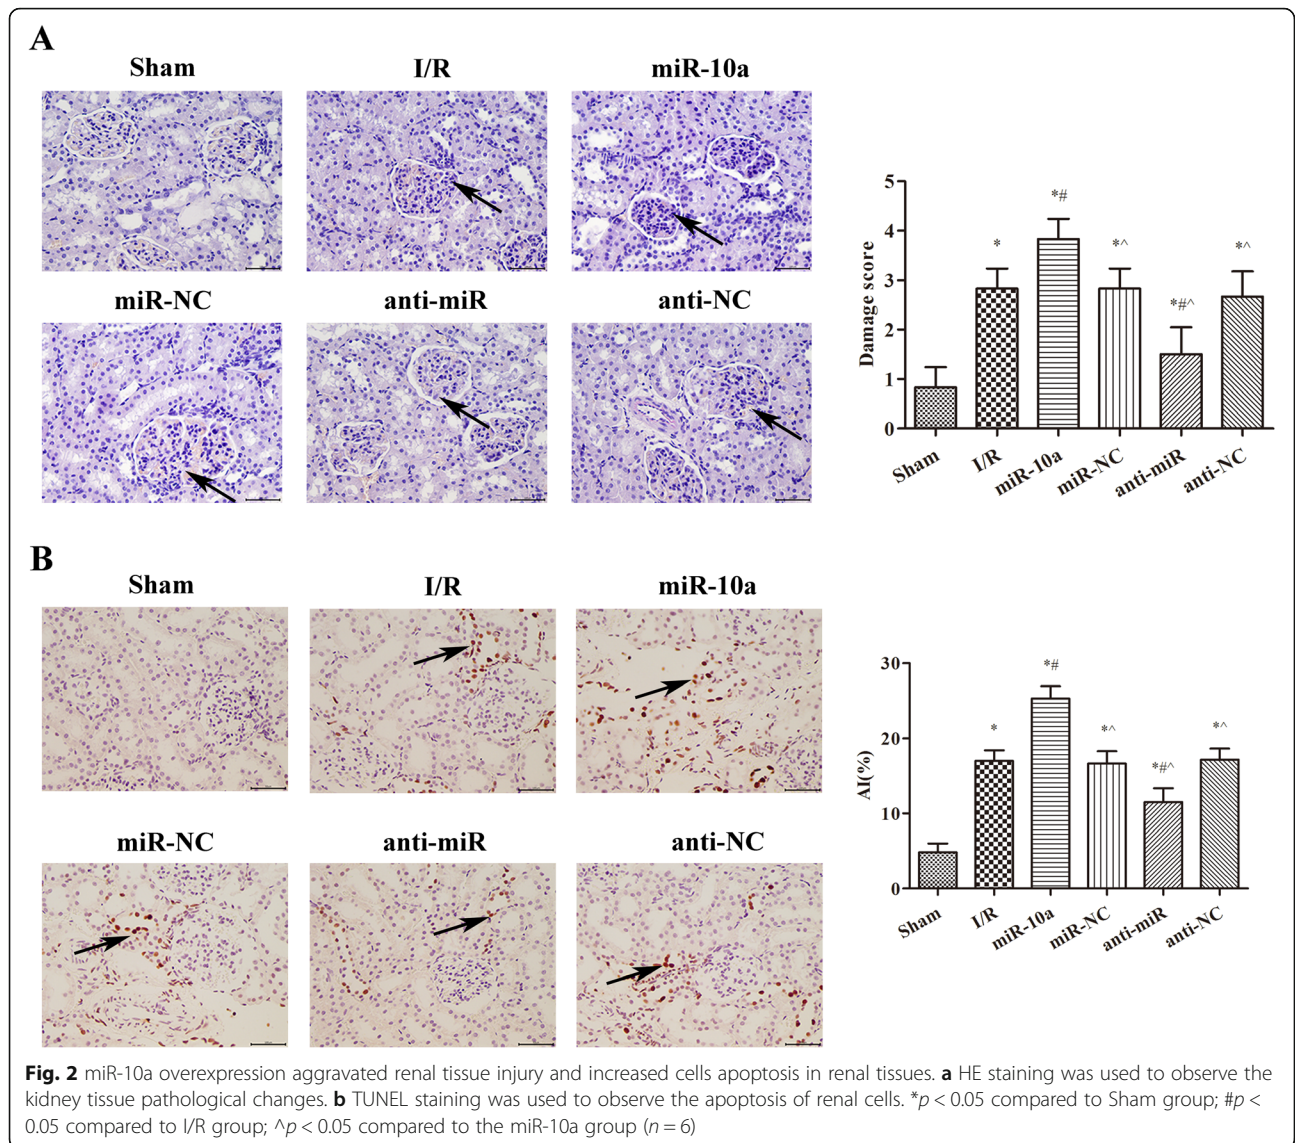 A
Sham
I/R
miR-10a
miR-NC
anti-miR
anti-NC
Damage score
5
4
3
2
1
0
*
*#
*^
*#^
*^
Sham
I/R
miR-10a
miR-NC
anti-miR
anti-NC
B
Sham
I/R
miR-10a
miR-NC
anti-miR
anti-NC
AI(%)
30
20
10
0
*
*#
*^
*#^
*^
Sham
I/R
miR-10a
miR-NC
anti-miR
anti-NC
Fig. 2 miR-10a overexpression aggravated renal tissue injury and increased cells apoptosis in renal tissues. a HE staining was used to observe the
kidney tissue pathological changes. b TUNEL staining was used to observe the apoptosis of renal cells. *p < 0.05 compared to Sham group; #p <
0.05 compared to I/R group; ^p < 0.05 compared to the miR-10a group (n = 6)